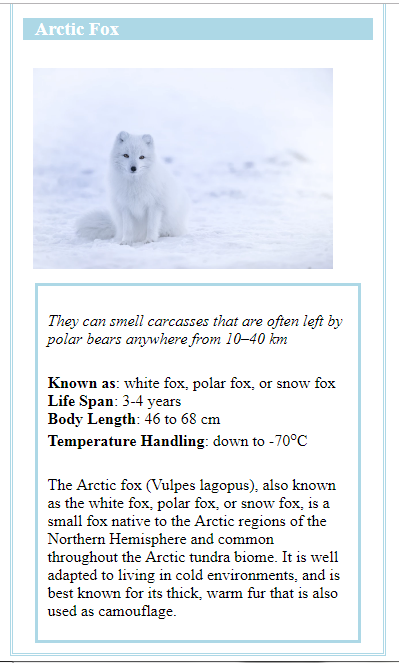 Arctic Fox
They can smell carcasses that are often left by
polar bears anywhere from 10–40 km
Known as: white fox, polar fox, or snow fox
Life Span: 3-4 years
Body Length: 46 to 68 cm
Temperature Handling: down to -70°C
The Arctic fox (Vulpes lagopus), also known
as the white fox, polar fox, or snow fox, is a
small fox native to the Arctic regions of the
Northern Hemisphere and common
throughout the Arctic tundra biome. It is well
adapted to living in cold environments, and is
best known for its thick, warm fur that is also
used as camouflage.